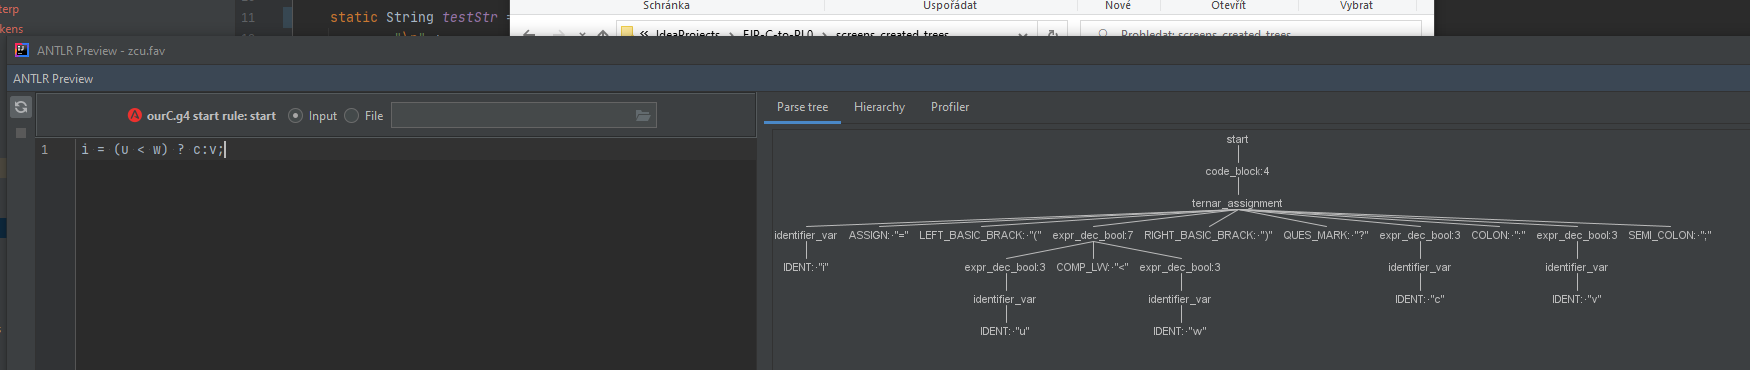 terp
11 static String testStr =
Schránka Uspořádat Nové Otevřít Vybrat
kens
"\n"
« IdeaProjects FJP-C-to-PL0 screens_created_trees
Prohledat: screens_created_trees
ANTLR Preview - zcu.fav
ANTLR Preview
ourC.g4 start rule: start Input File
Parse tree Hierarchy Profiler
1 i = (u < w) ? c:v;
start
code_block:4
ternar_assignment
identifier_var ASSIGN:·"=" LEFT_BASIC_BRACK:·"(" expr_dec_bool:7 RIGHT_BASIC_BRACK:·")" QUES_MARK:·"?" expr_dec_bool:3 COLON:·":" expr_dec_bool:3 SEMI_COLON:·";"
IDENT:·"i" expr_dec_bool:3 COMP_LW:·"<" expr_dec_bool:3 identifier_var identifier_var
identifier_var identifier_var IDENT:·"c" IDENT:·"v"
IDENT:·"u" IDENT:·"w"